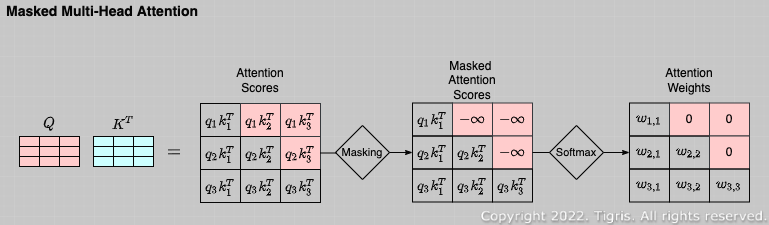 Masked Multi-Head Attention
Attention
Scores
Masked
Attention
Scores
Attention
Weights
Q
K^T
=
q₁k₁^T q₁k₂^T q₁k₃^T
q₂k₁^T q₂k₂^T q₂k₃^T
q₃k₁^T q₃k₂^T q₃k₃^T
Masking
q₁k₁^T −∞ −∞
q₂k₁^T q₂k₂^T −∞
q₃k₁^T q₃k₂^T q₃k₃^T
Softmax
w₁,₁ 0 0
w₂,₁ w₂,₂ 0
w₃,₁ w₃,₂ w₃,₃
Copyright 2022. Tigris. All rights reserved.